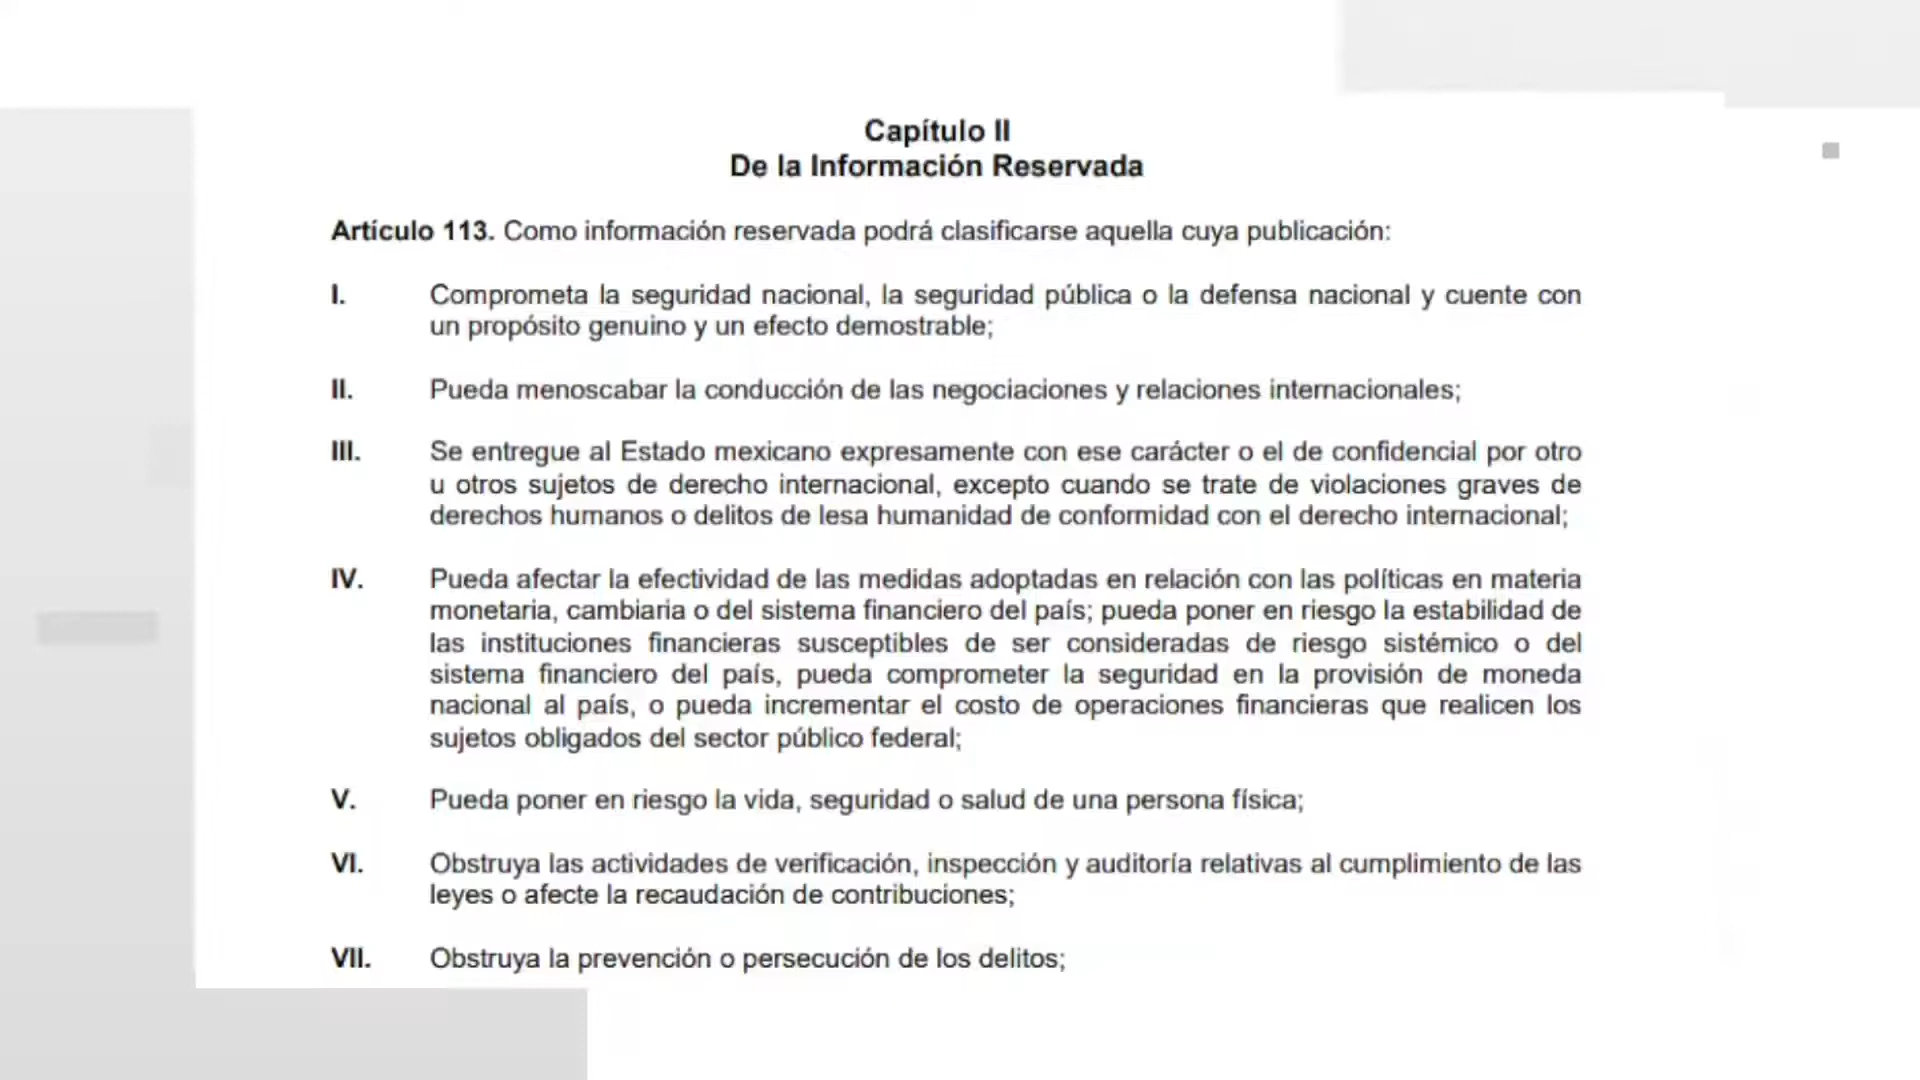 Capítulo II
De la Información Reservada
Artículo 113. Como información reservada podrá clasificarse aquella cuya publicación:
I. Comprometa la seguridad nacional, la seguridad pública o la defensa nacional y cuente con
un propósito genuino y un efecto demostrable;
II. Pueda menoscabar la conducción de las negociaciones y relaciones internacionales;
III. Se entregue al Estado mexicano expresamente con ese carácter o el de confidencial por otro
u otros sujetos de derecho internacional, excepto cuando se trate de violaciones graves de
derechos humanos o delitos de lesa humanidad de conformidad con el derecho internacional;
IV. Pueda afectar la efectividad de las medidas adoptadas en relación con las políticas en materia
monetaria, cambiaria o del sistema financiero del país; pueda poner en riesgo la estabilidad de
las instituciones financieras susceptibles de ser consideradas de riesgo sistémico o del
sistema financiero del país, pueda comprometer la seguridad en la provisión de moneda
nacional al país, o pueda incrementar el costo de operaciones financieras que realicen los
sujetos obligados del sector público federal;
V. Pueda poner en riesgo la vida, seguridad o salud de una persona física;
VI. Obstruya las actividades de verificación, inspección y auditoría relativas al cumplimiento de las
leyes o afecte la recaudación de contribuciones;
VII. Obstruya la prevención o persecución de los delitos;